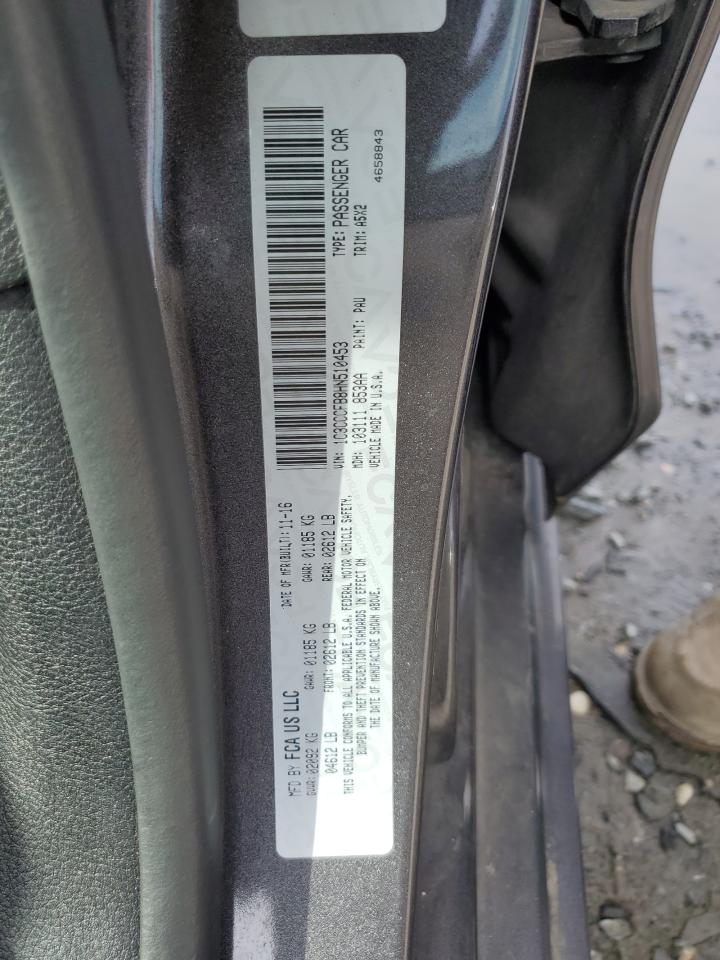 MFD BY FCA US LLC
DATE OF MFR(BUILT): 11-16
GVWR: 02092 KG
GAWR: 01185 KG
GAWR: 01185 KG
04612 LB
FRONT: 02612 LB
REAR: 02612 LB
THIS VEHICLE CONFORMS TO ALL APPLICABLE U.S.A. FEDERAL MOTOR VEHICLE SAFETY,
BUMPER AND THEFT PREVENTION STANDARDS IN EFFECT ON
THE DATE OF MANUFACTURE SHOWN ABOVE.
VIN: 1C3CCCFB8HN510453
TYPE: PASSENGER CAR
MDH: 103111 853AA
PAINT: PAU
TRIM: A5X2
VEHICLE MADE IN U.S.A.
4658843